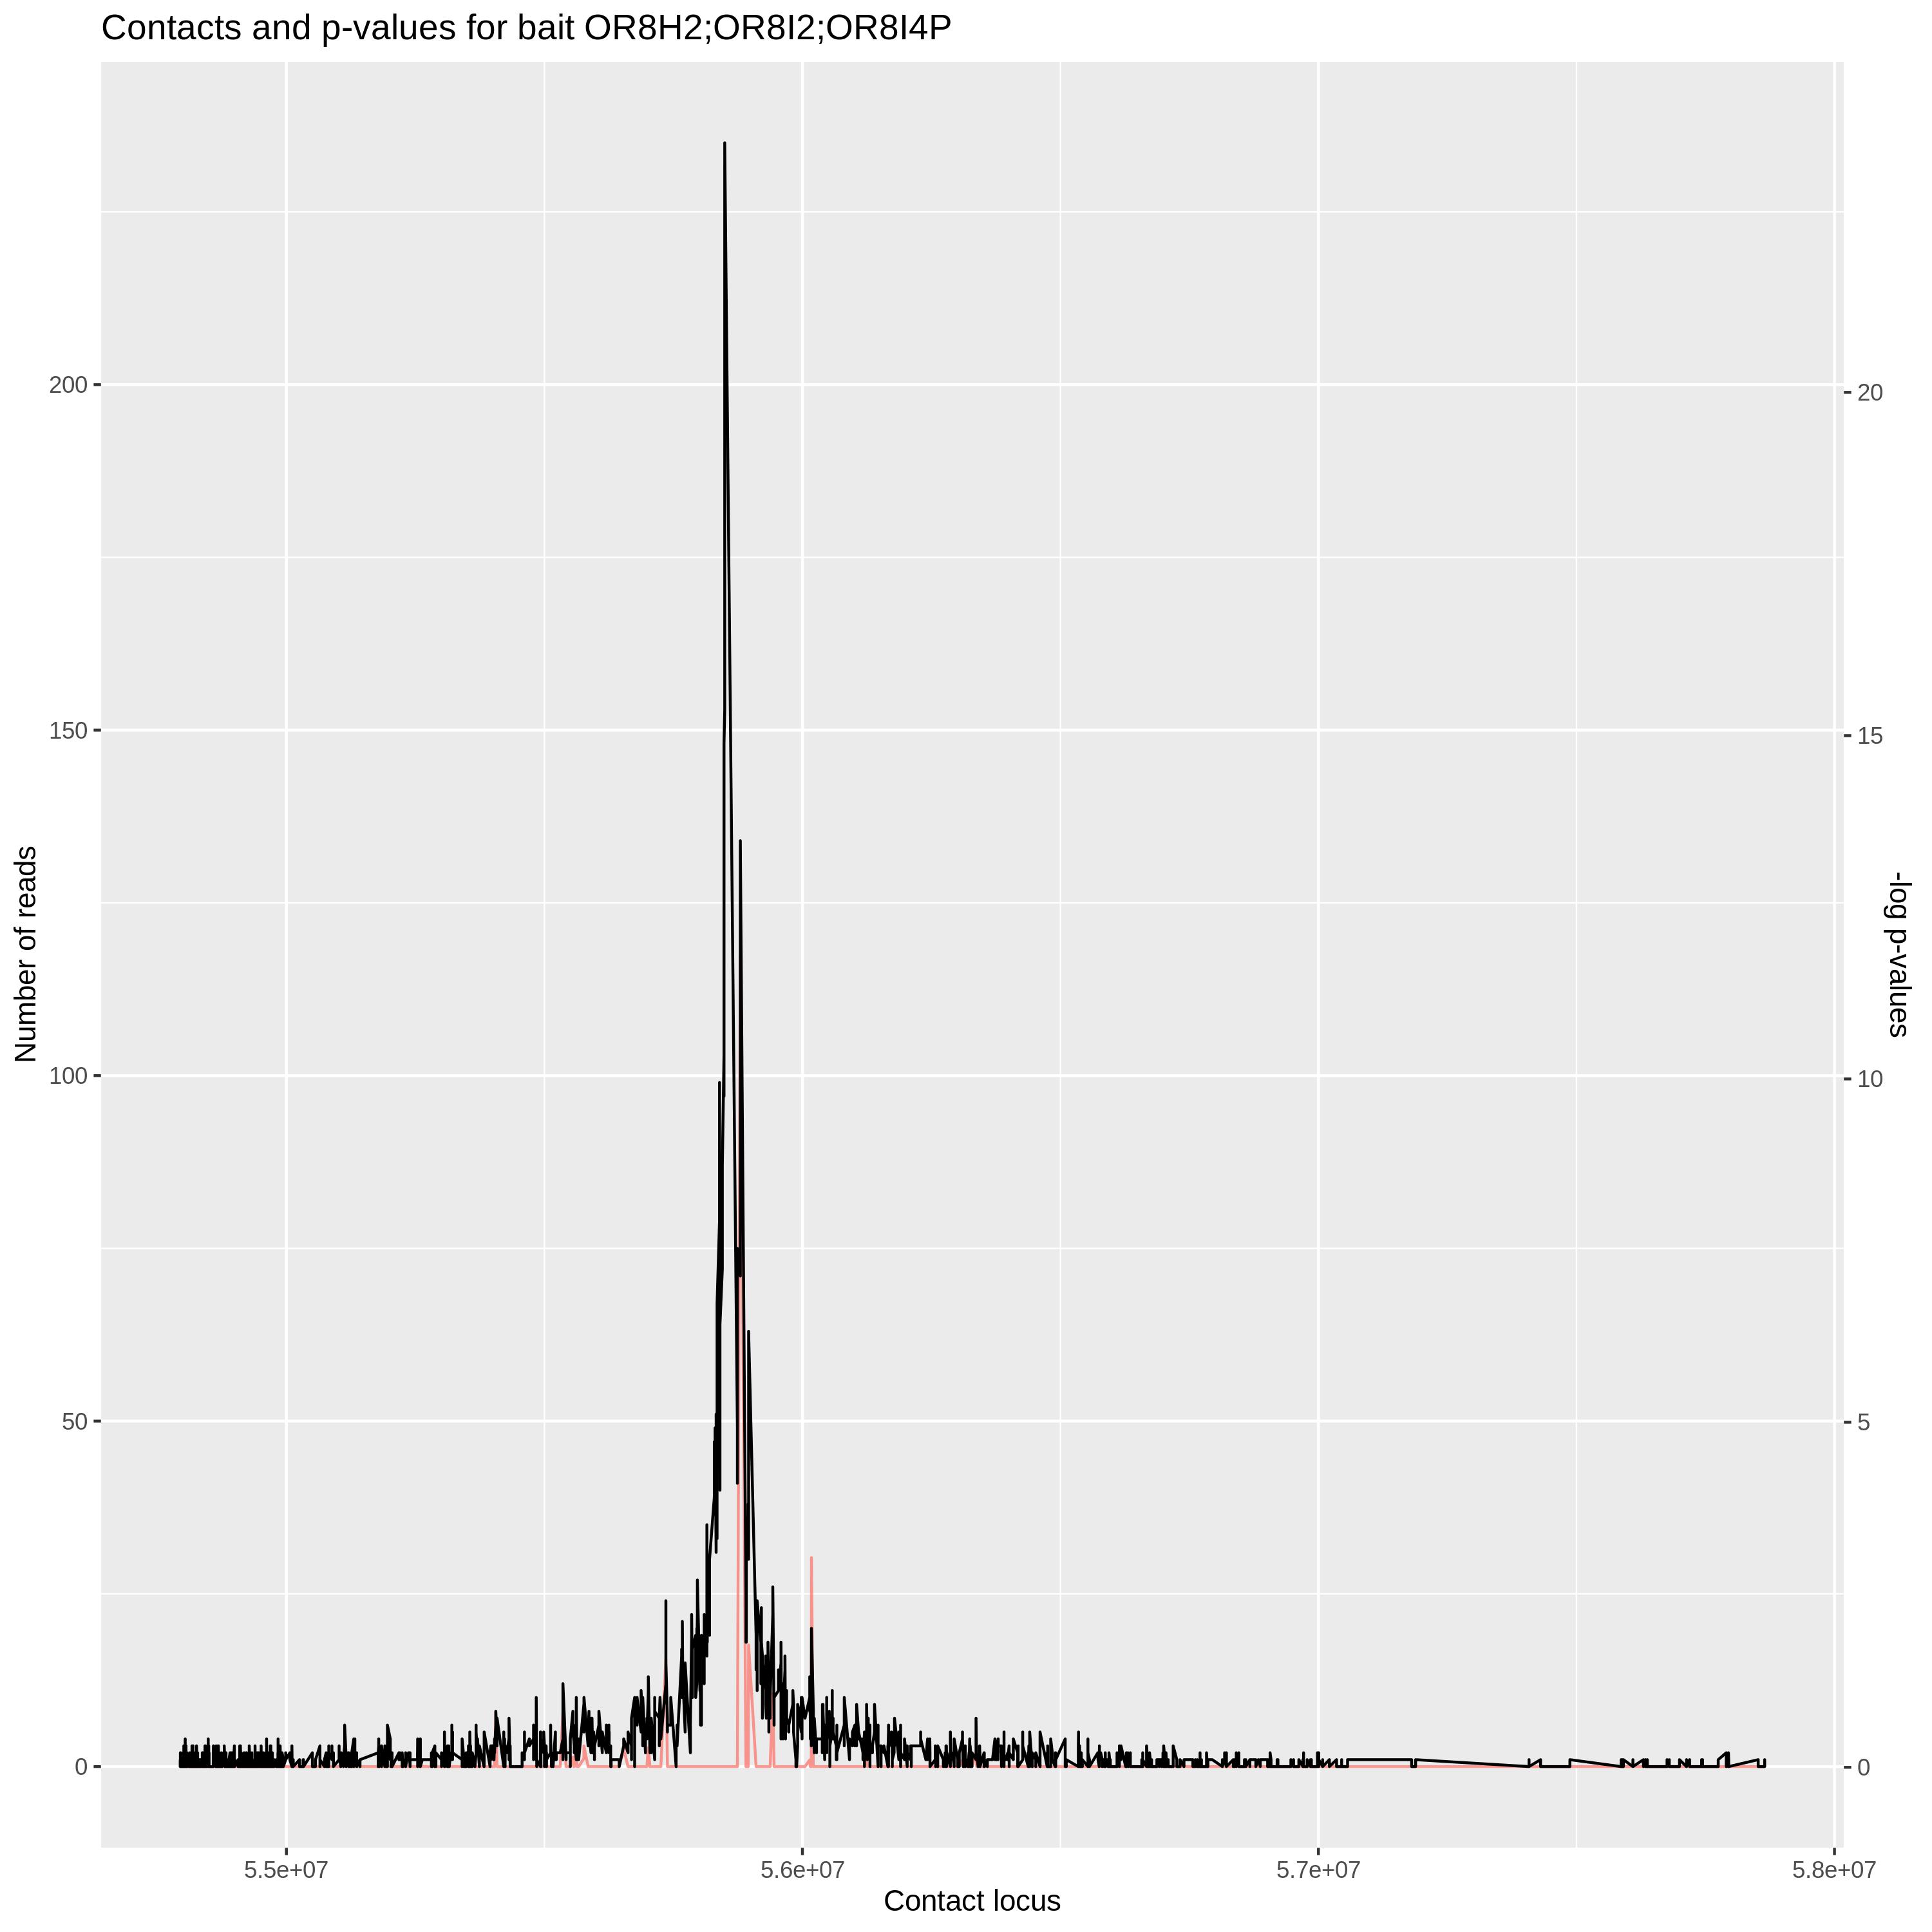 Contacts and p-values for bait OR8H2;OR8I2;OR8I4P
Number of reads
200
150
100
50
0
20
15
10
5
0
-log p-values
5.5e+07
5.6e+07
5.7e+07
5.8e+07
Contact locus